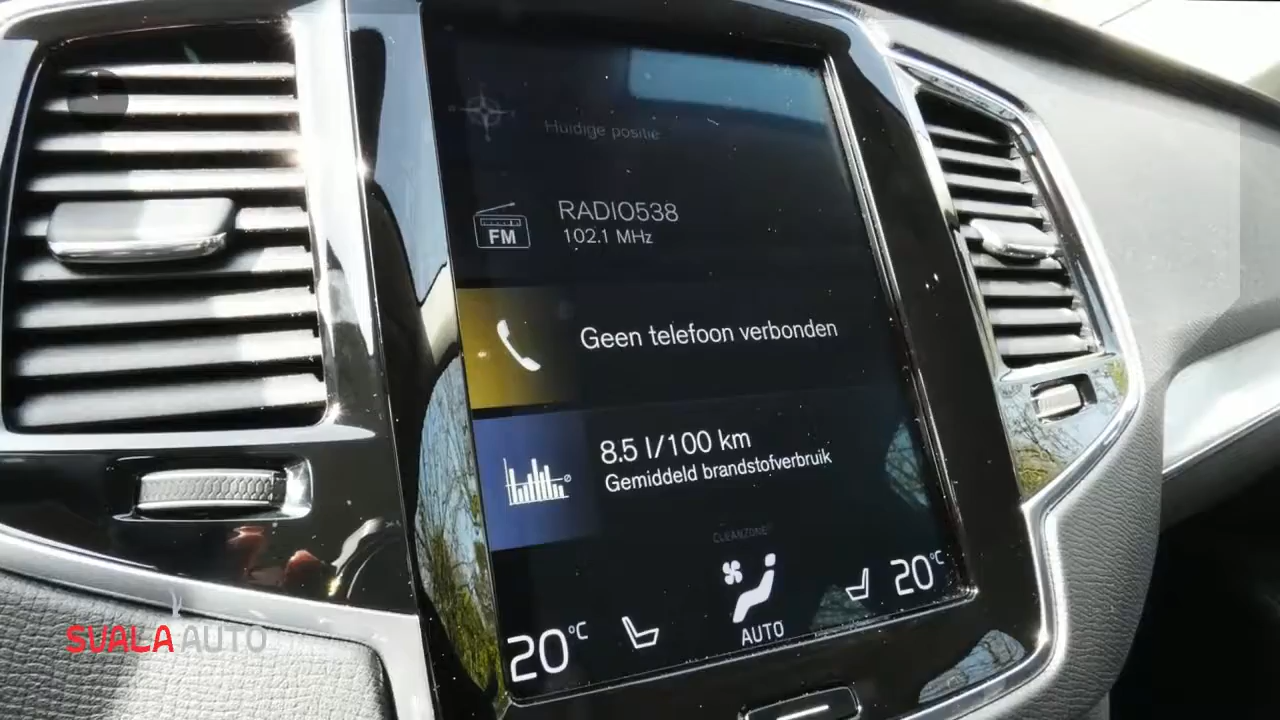 Huidige positie
RADIO538
FM
102.1 MHz
Geen telefoon verbonden
8.5 l/100 km
Gemiddeld brandstofverbruik
CLEANZONE
20°C
AUTO
20°C
SVALA AUTO